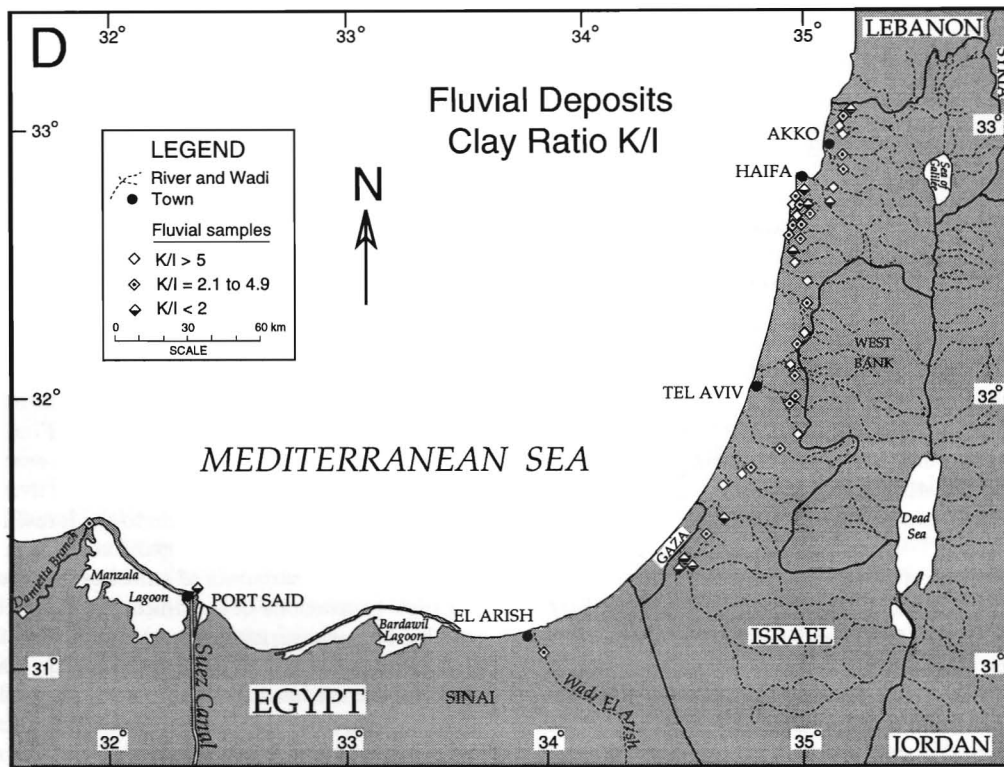 D
32°
33°
34°
35°
LEBANON
SYRIA
Fluvial Deposits
Clay Ratio K/I
33°
33°
LEGEND
River and Wadi
Town
Fluvial samples
K/I > 5
K/I = 2.1 to 4.9
K/I < 2
0 30 60 km
SCALE
N
AKKO
HAIFA
Sea of
Galilee
WEST
BANK
TEL AVIV
32°
32°
MEDITERRANEAN SEA
Dead
Sea
GAZA
Damietta Branch
Manzala
Lagoon
PORT SAID
EL ARISH
Bardawil
Lagoon
ISRAEL
31°
31°
Suez Canal
EGYPT
SINAI
Wadi El Arish
32°
33°
34°
35°
JORDAN